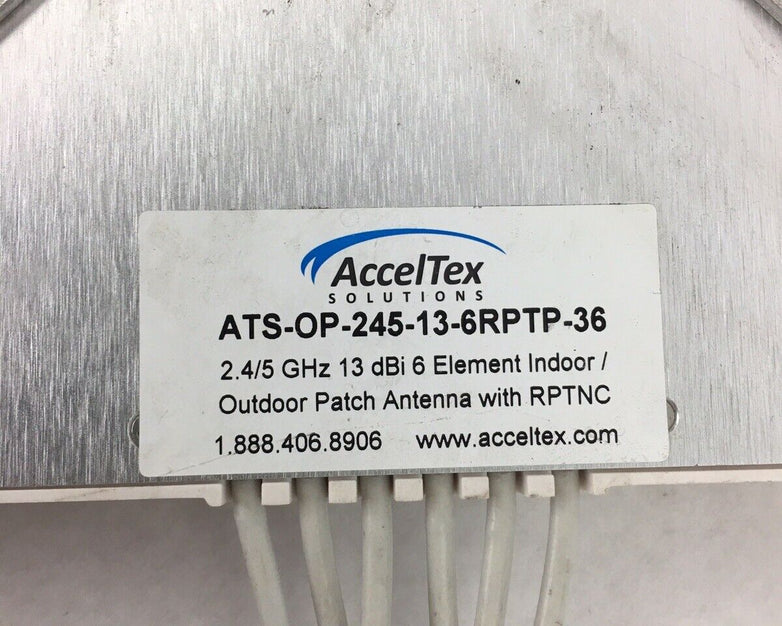 AccelTex
SOLUTIONS
ATS-OP-245-13-6RPTP-36
2.4/5 GHz 13 dBi 6 Element Indoor /
Outdoor Patch Antenna with RPTNC
1.888.406.8906 www.acceltex.com